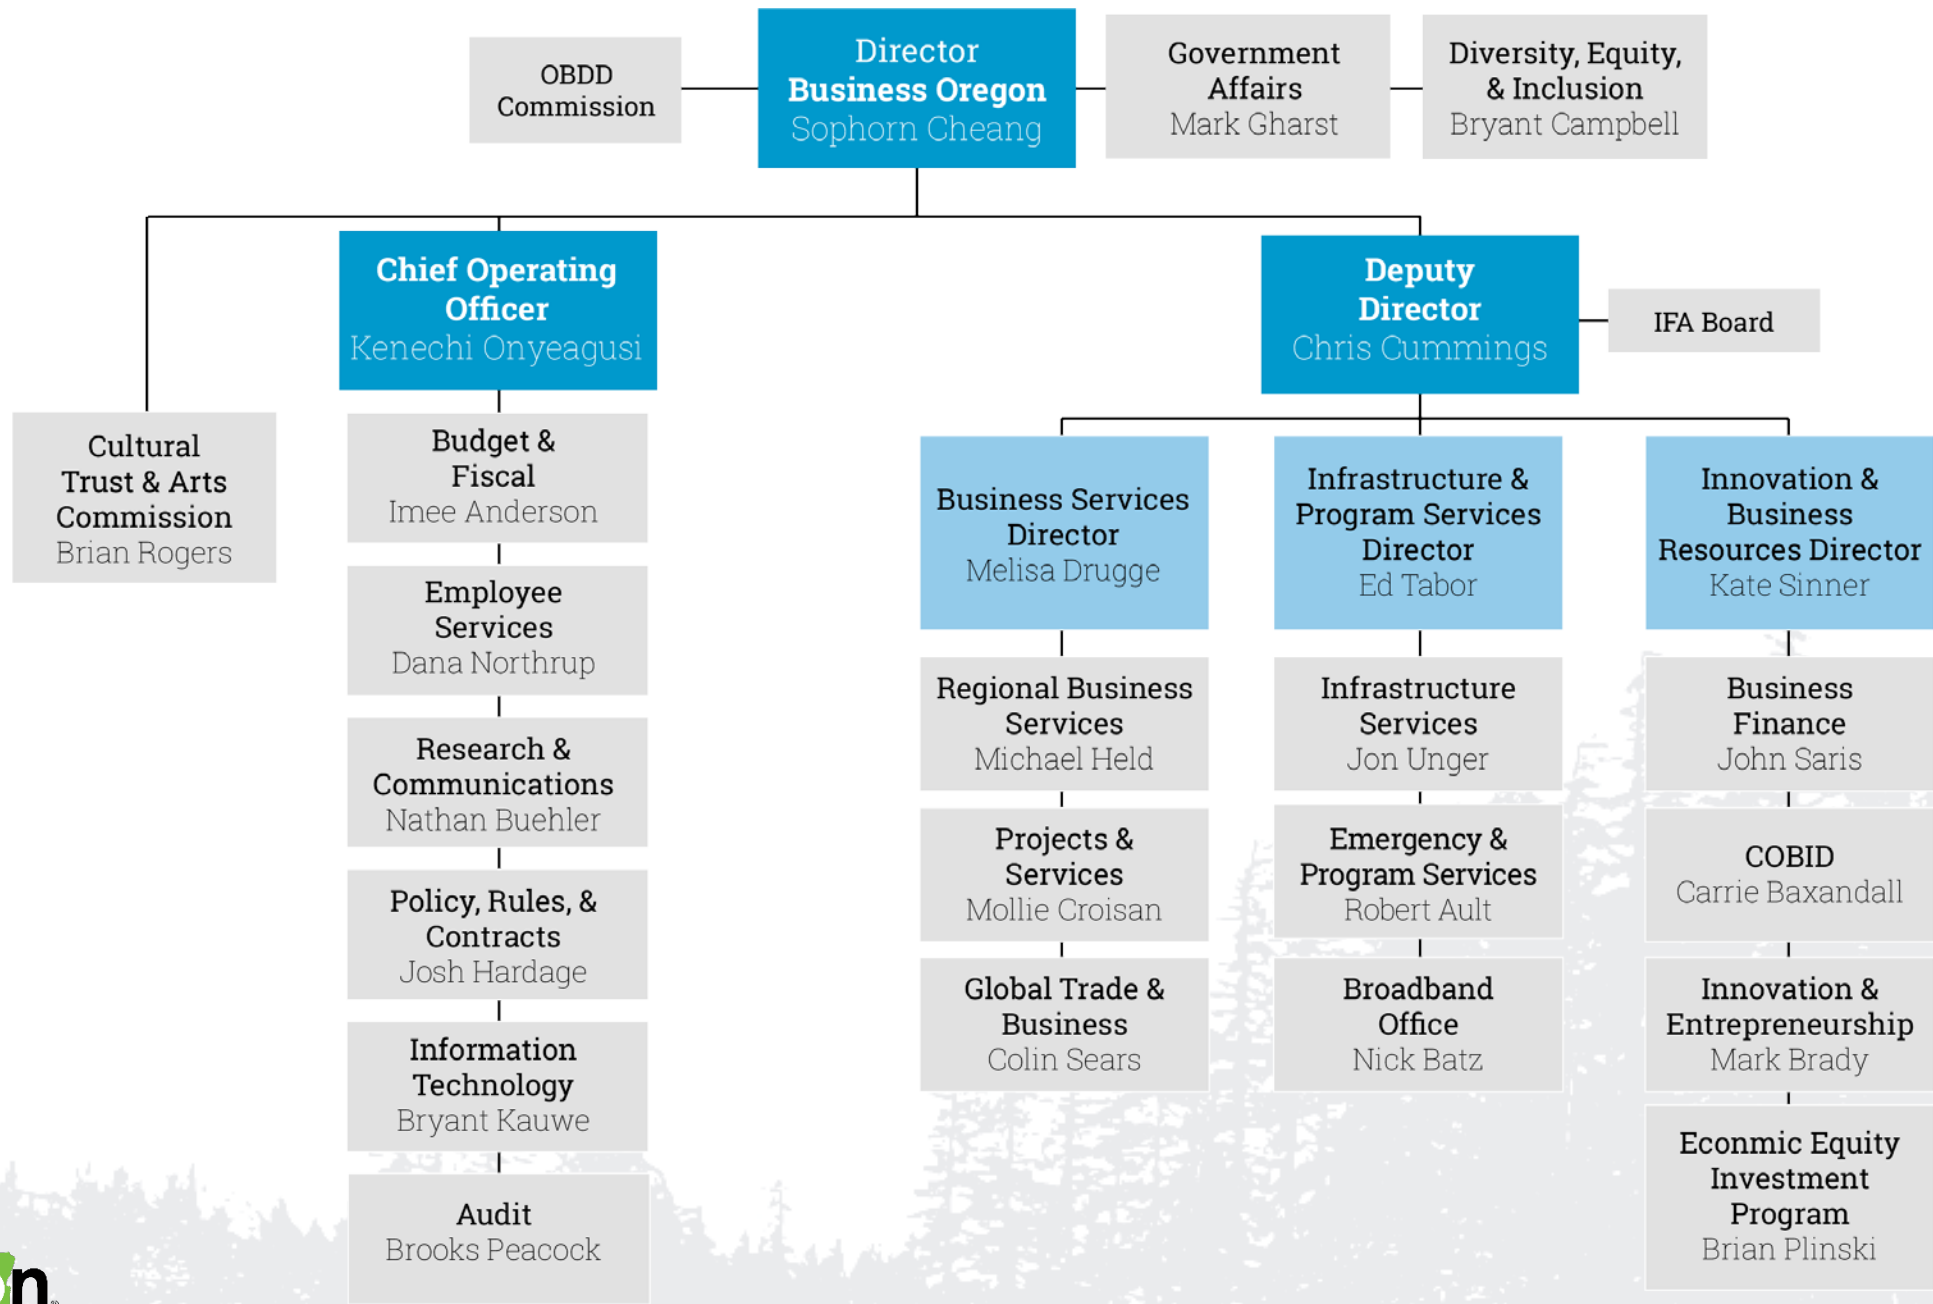 OBDD
Commission
Director
Business Oregon
Sophorn Cheang
Government
Affairs
Mark Gharst
Diversity, Equity,
& Inclusion
Bryant Campbell
Chief Operating
Officer
Kenechi Onyeagusi
Deputy
Director
Chris Cummings
IFA Board
Cultural
Trust & Arts
Commission
Brian Rogers
Budget &
Fiscal
Imee Anderson
Employee
Services
Dana Northrup
Research &
Communications
Nathan Buehler
Policy, Rules, &
Contracts
Josh Hardage
Information
Technology
Bryant Kauwe
Audit
Brooks Peacock
Business Services
Director
Melisa Drugge
Regional Business
Services
Michael Held
Projects &
Services
Mollie Croisan
Global Trade &
Business
Colin Sears
Infrastructure &
Program Services
Director
Ed Tabor
Infrastructure
Services
Jon Unger
Emergency &
Program Services
Robert Ault
Broadband
Office
Nick Batz
Innovation &
Business
Resources Director
Kate Sinner
Business
Finance
John Saris
COBID
Carrie Baxandall
Innovation &
Entrepreneurship
Mark Brady
Econmic Equity
Investment
Program
Brian Plinski
n